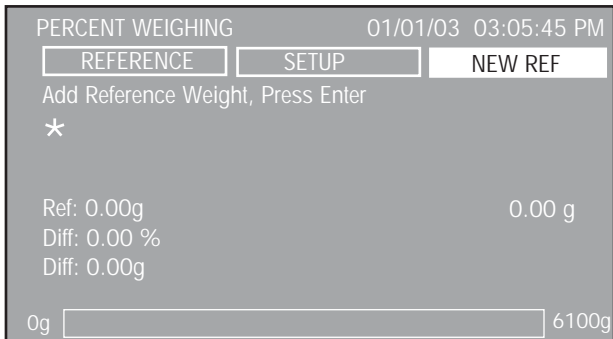 PERCENT WEIGHING 01/01/03 03:05:45 PM
REFERENCE SETUP NEW REF
Add Reference Weight, Press Enter
*
Ref: 0.00g 0.00 g
Diff: 0.00 %
Diff: 0.00g
0g 6100g